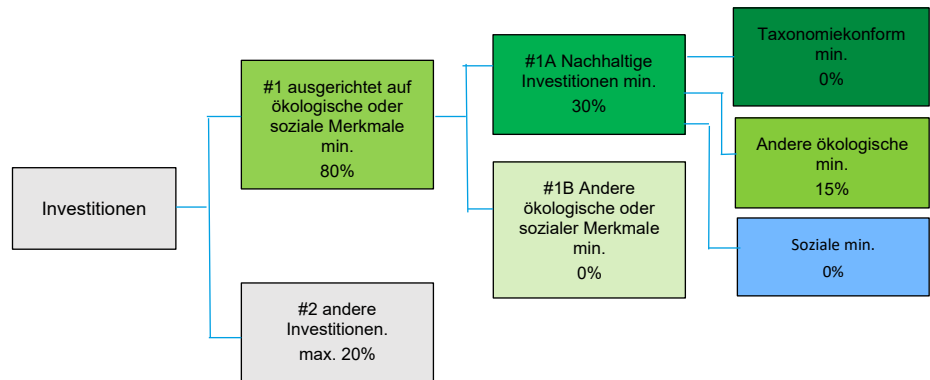 Investitionen
#1 ausgerichtet auf
ökologische oder
soziale Merkmale
min.
80%
#2 andere
Investitionen.
max. 20%
#1A Nachhaltige
Investitionen min.
30%
#1B Andere
ökologische oder
sozialer Merkmale
min.
0%
Taxonomiekonform
min.
0%
Andere ökologische
min.
15%
Soziale min.
0%